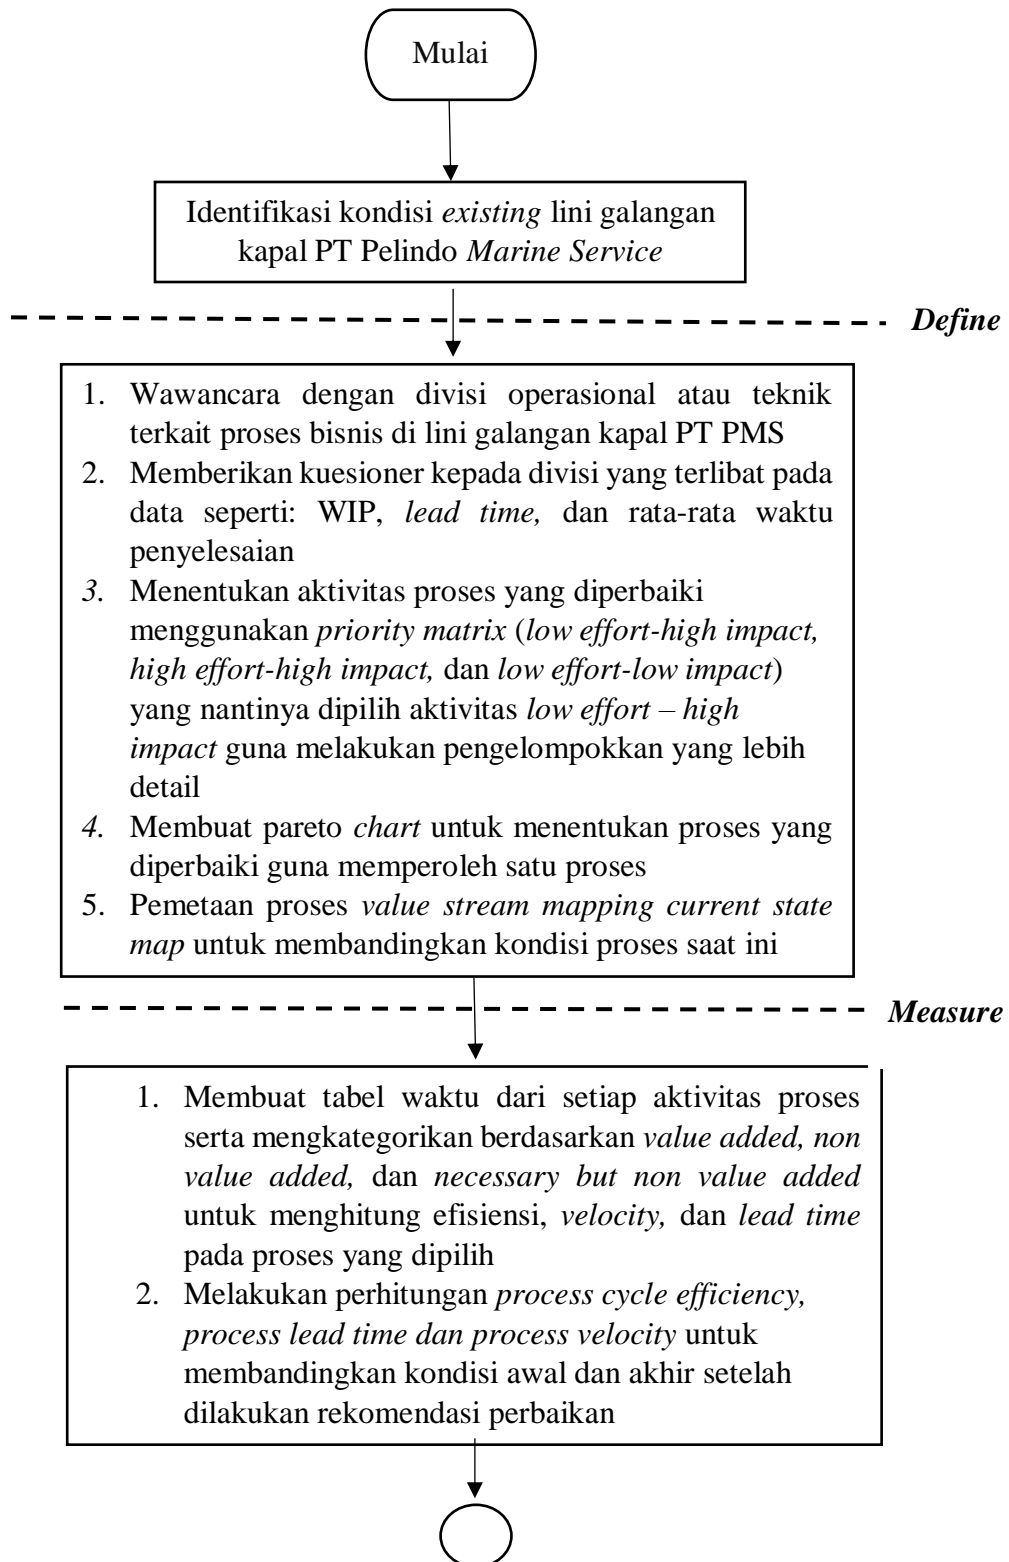 Mulai
Identifikasi kondisi existing lini galangan
kapal PT Pelindo Marine Service
Define
1. Wawancara dengan divisi operasional atau teknik
terkait proses bisnis di lini galangan kapal PT PMS
2. Memberikan kuesioner kepada divisi yang terlibat pada
data seperti: WIP, lead time, dan rata-rata waktu
penyelesaian
3. Menentukan aktivitas proses yang diperbaiki
menggunakan priority matrix (low effort-high impact,
high effort-high impact, dan low effort-low impact)
yang nantinya dipilih aktivitas low effort – high
impact guna melakukan pengelompokkan yang lebih
detail
4. Membuat pareto chart untuk menentukan proses yang
diperbaiki guna memperoleh satu proses
5. Pemetaan proses value stream mapping current state
map untuk membandingkan kondisi proses saat ini
Measure
1. Membuat tabel waktu dari setiap aktivitas proses
serta mengkategorikan berdasarkan value added, non
value added, dan necessary but non value added
untuk menghitung efisiensi, velocity, dan lead time
pada proses yang dipilih
2. Melakukan perhitungan process cycle efficiency,
process lead time dan process velocity untuk
membandingkan kondisi awal dan akhir setelah
dilakukan rekomendasi perbaikan